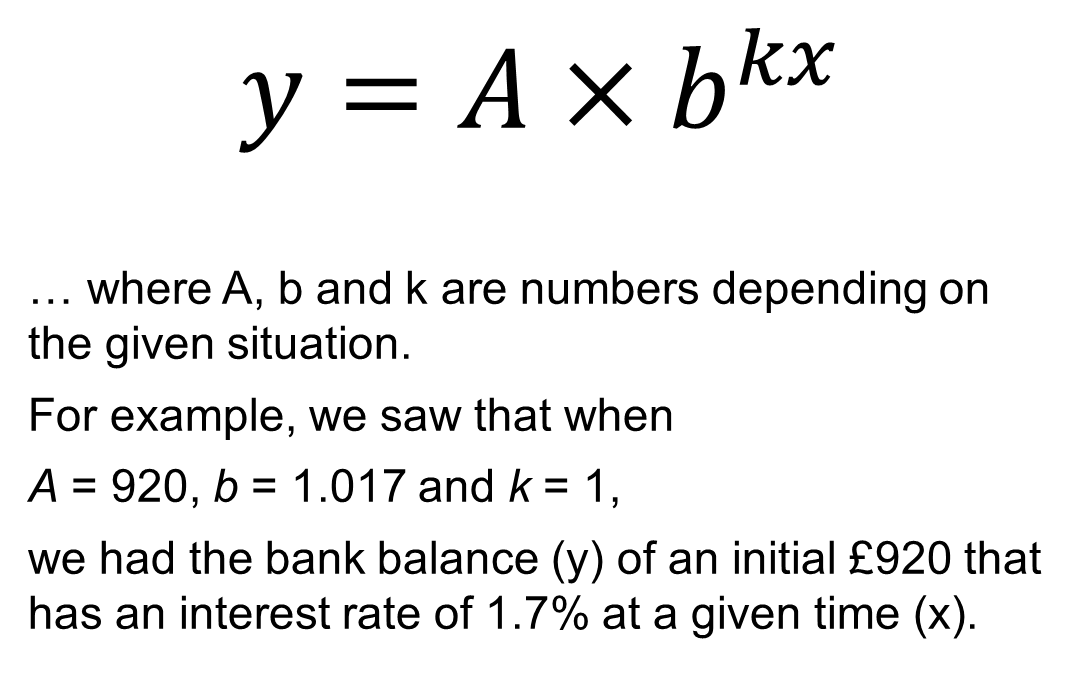 y = A × b^{kx}
… where A, b and k are numbers depending on
the given situation.
For example, we saw that when
A = 920, b = 1.017 and k = 1,
we had the bank balance (y) of an initial £920 that
has an interest rate of 1.7% at a given time (x).